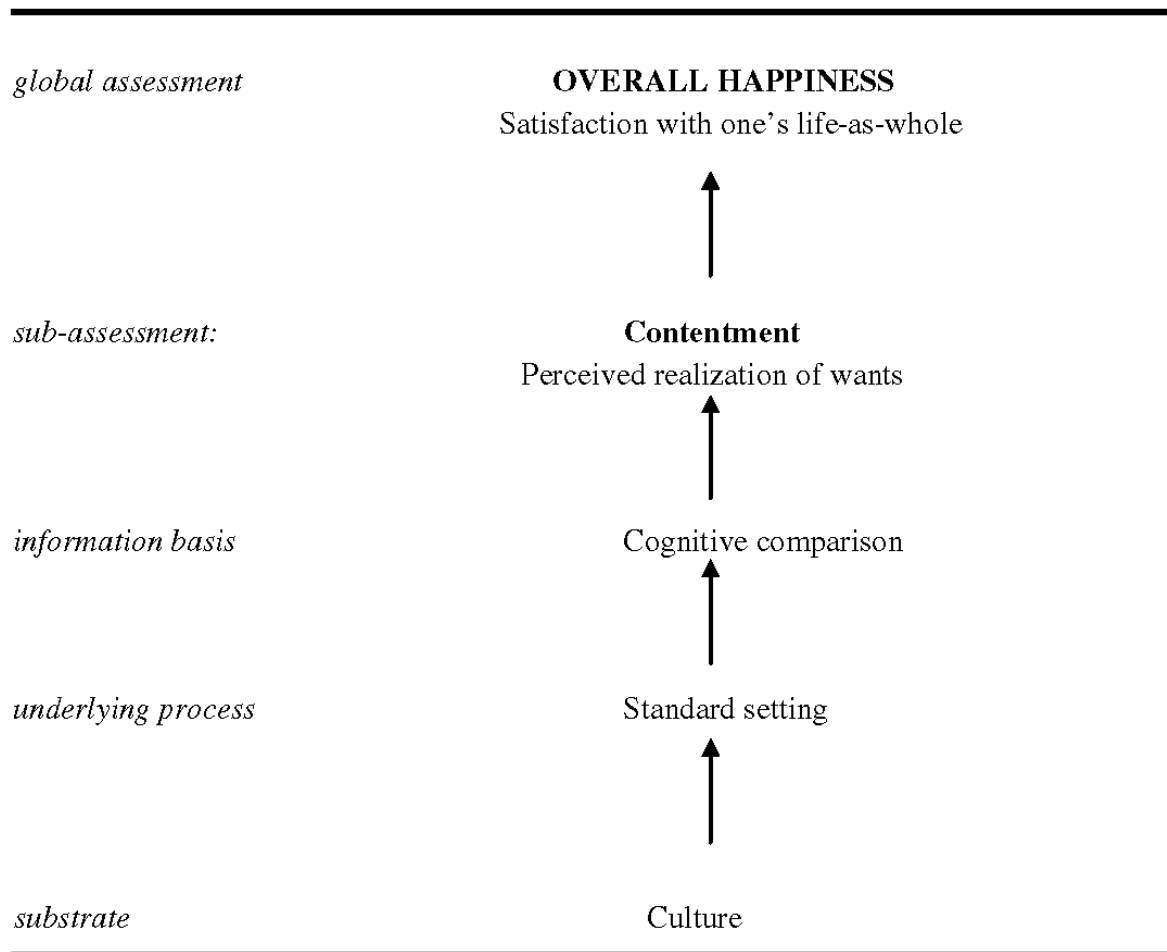 global assessment
OVERALL HAPPINESS
Satisfaction with one’s life-as-whole
sub-assessment:
Contentment
Perceived realization of wants
information basis
Cognitive comparison
underlying process
Standard setting
substrate
Culture